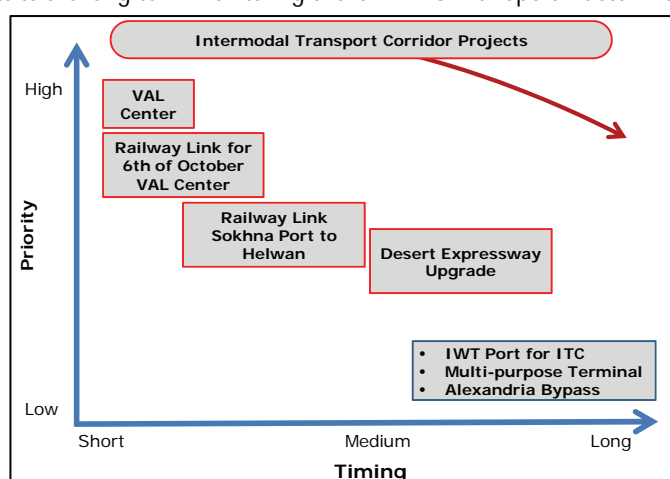 Intermodal Transport Corridor Projects
High
VAL
Center
Railway Link for
6th of October
VAL Center
Railway Link
Sokhna Port to
Helwan
Desert Expressway
Upgrade
Priority
• IWT Port for ITC
• Multi-purpose Terminal
• Alexandria Bypass
Low
Short
Medium
Long
Timing